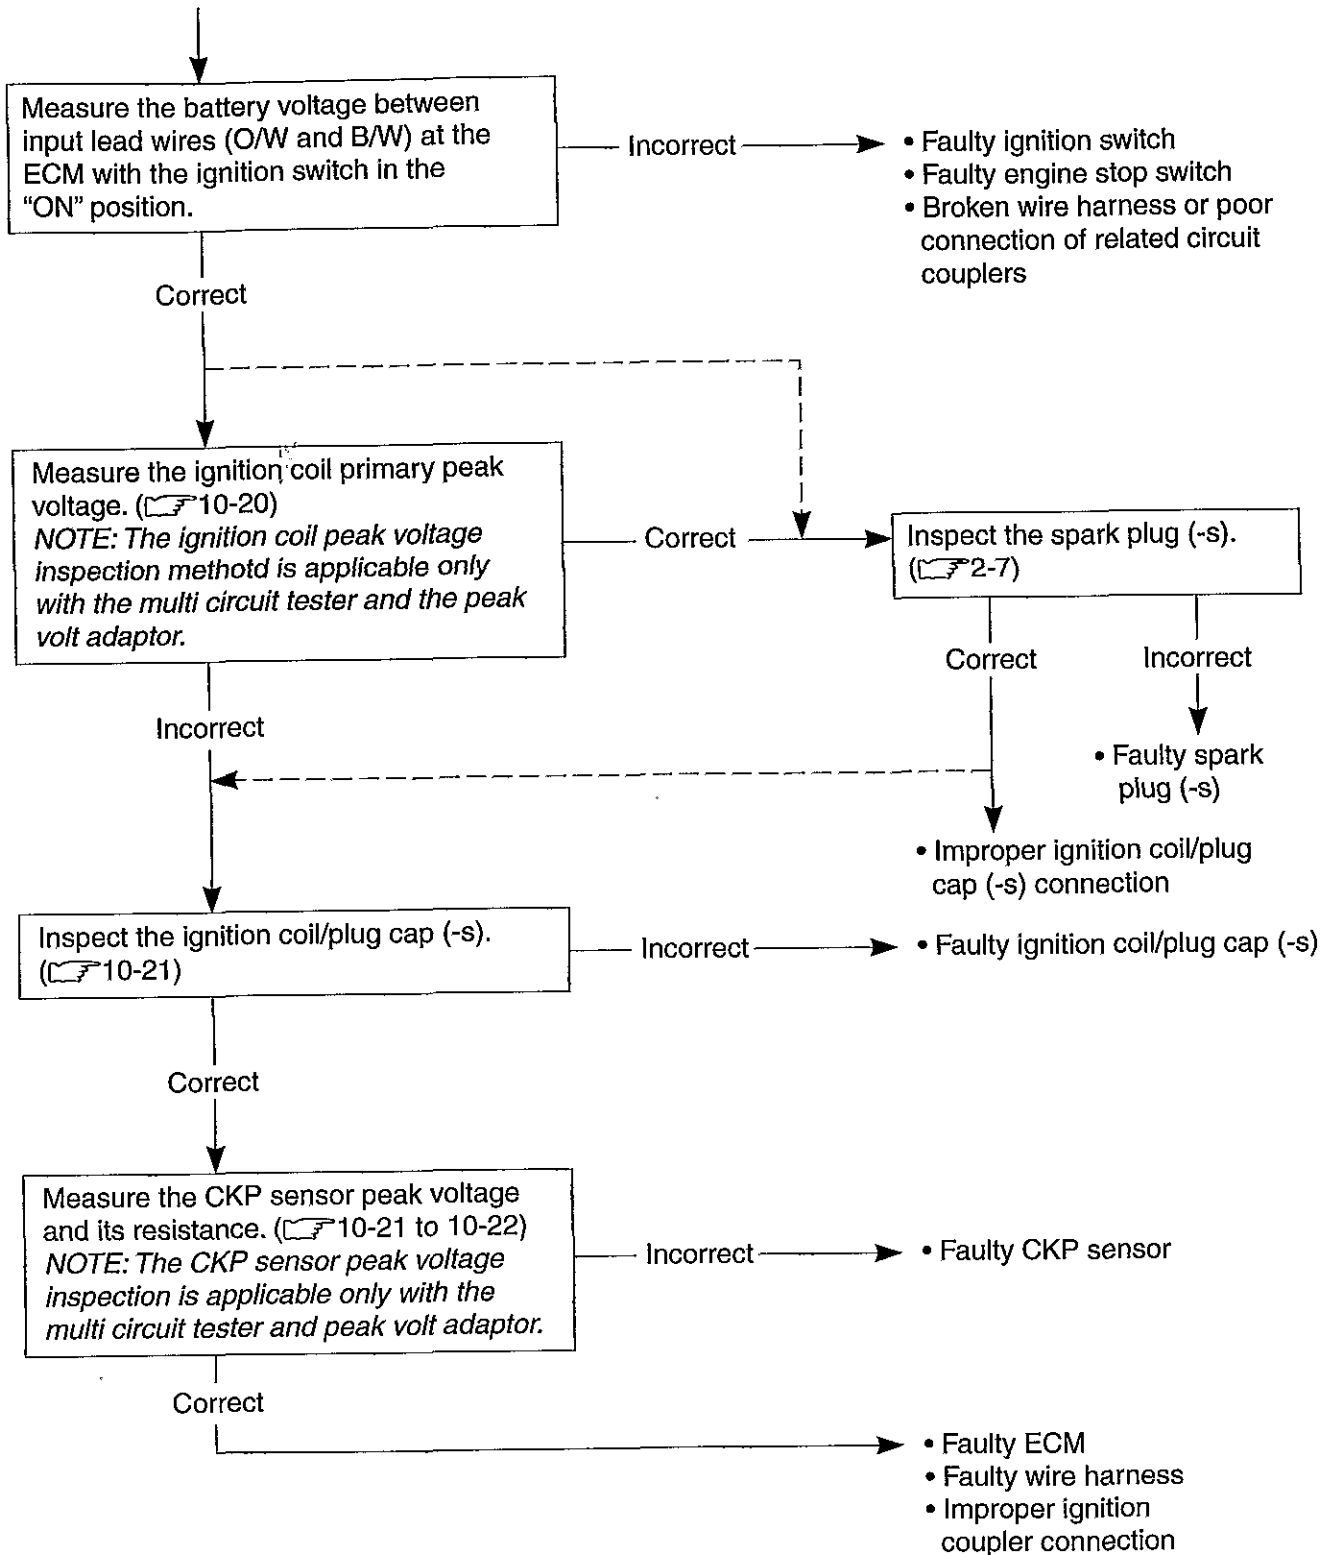 Measure the battery voltage between
input lead wires (O/W and B/W) at the
ECM with the ignition switch in the
“ON” position.
Incorrect
• Faulty ignition switch
• Faulty engine stop switch
• Broken wire harness or poor
connection of related circuit
couplers
Correct
Measure the ignition coil primary peak
voltage. (☞10-20)
NOTE: The ignition coil peak voltage
inspection methotd is applicable only
with the multi circuit tester and the peak
volt adaptor.
Correct
Inspect the spark plug (-s).
(☞2-7)
Correct
Incorrect
Incorrect
• Faulty spark
plug (-s)
• Improper ignition coil/plug
cap (-s) connection
Inspect the ignition coil/plug cap (-s).
(☞10-21)
Incorrect
• Faulty ignition coil/plug cap (-s)
Correct
Measure the CKP sensor peak voltage
and its resistance. (☞10-21 to 10-22)
NOTE: The CKP sensor peak voltage
inspection is applicable only with the
multi circuit tester and peak volt adaptor.
Incorrect
• Faulty CKP sensor
Correct
• Faulty ECM
• Faulty wire harness
• Improper ignition
coupler connection